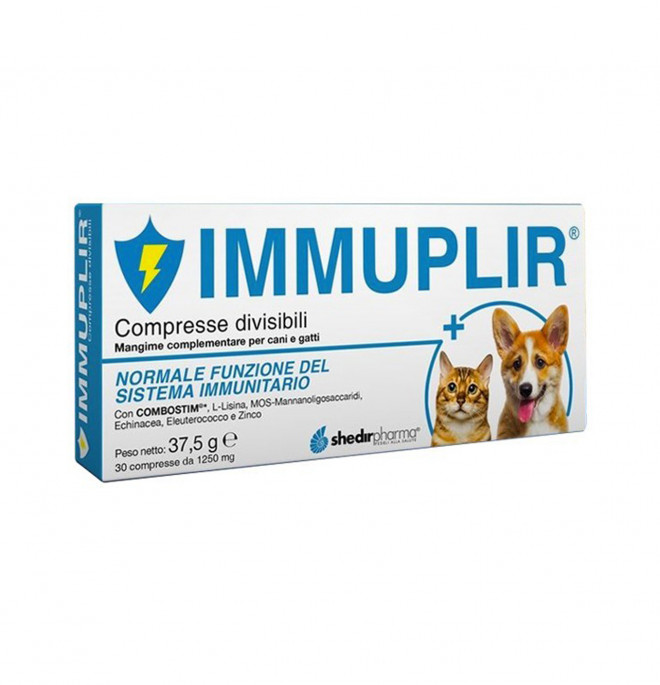 IMMUPLIR®
Compresse divisibili
IMMUPLIR®
Compresse divisibili
Mangime complementare per cani e gatti
NORMALE FUNZIONE DEL
SISTEMA IMMUNITARIO
Con COMBOSTIM®*, L-Lisina, MOS-Mannanoligosaccaridi,
Echinacea, Eleuterococco e Zinco
Peso netto: 37,5 g e
30 compresse da 1250 mg
shedirpharma®